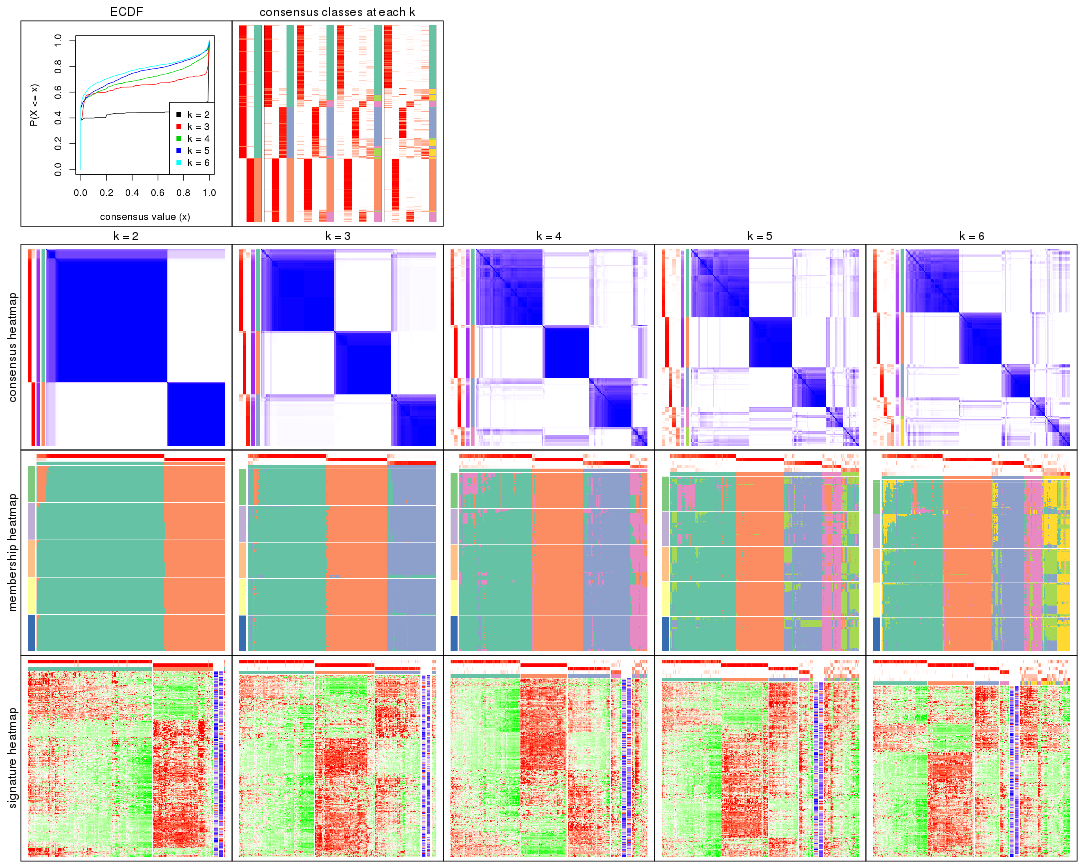 ECDF
consensus classes at each k
P(X <= x)
0.0
0.2
0.4
0.6
0.8
1.0
k = 2
k = 3
k = 4
k = 5
k = 6
0.0 0.2 0.4 0.6 0.8 1.0
consensus value (x)
k = 2
k = 3
k = 4
k = 5
k = 6
consensus heatmap
membership heatmap
signature heatmap